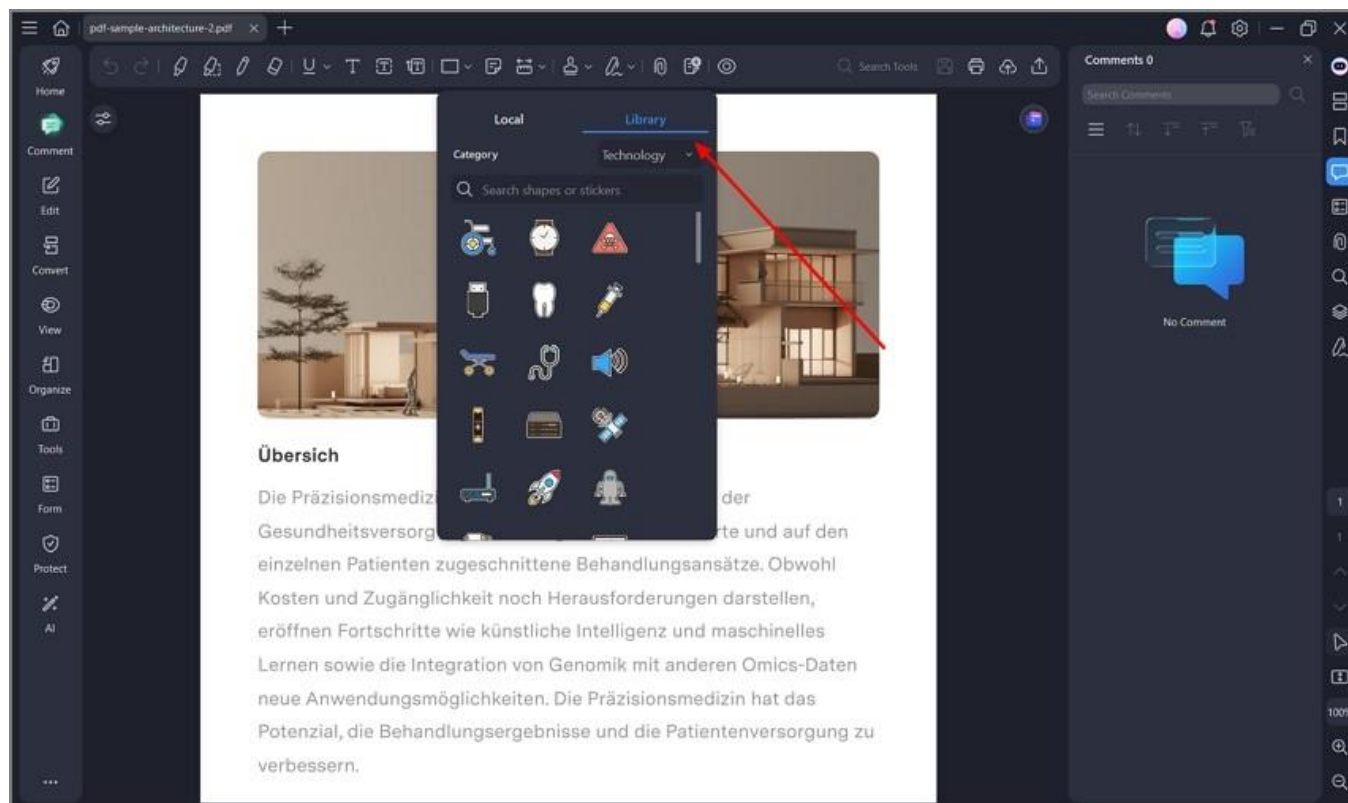 pdf-sample-architecture-2.pdf
Search Tools
Home
Comment
Edit
Convert
View
Organize
Tools
Form
Protect
AI
Local Library
Category Technology
Search shapes or stickers
Übersich
Die Präzisionsmediz der
Gesundheitsversorg rte und auf den
einzelnen Patienten zugeschnittene Behandlungsansätze. Obwohl
Kosten und Zugänglichkeit noch Herausforderungen darstellen,
eröffnen Fortschritte wie künstliche Intelligenz und maschinelles
Lernen sowie die Integration von Genomik mit anderen Omics-Daten
neue Anwendungsmöglichkeiten. Die Präzisionsmedizin hat das
Potenzial, die Behandlungsergebnisse und die Patientenversorgung zu
verbessern.
Comments 0
Search Comments
No Comment
1
1
100%